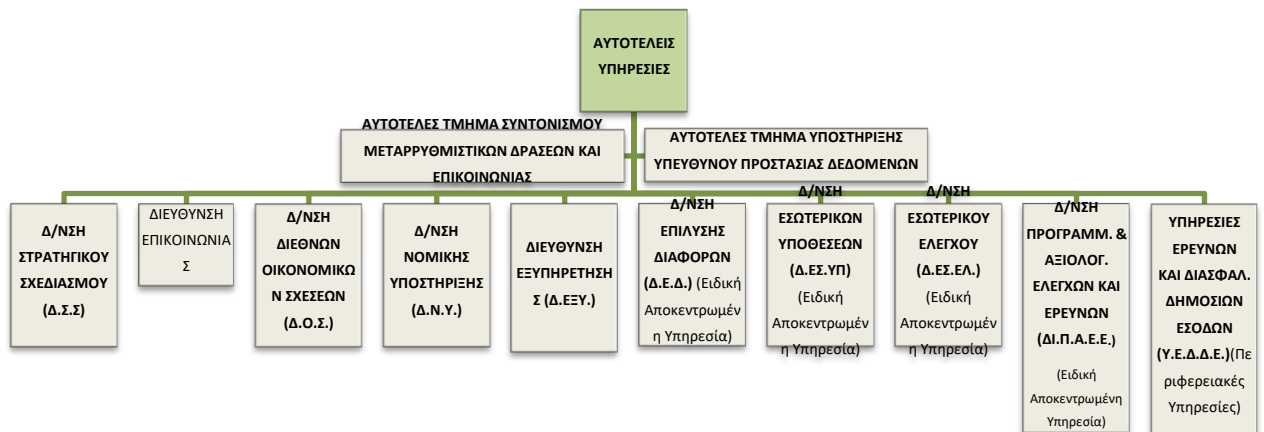 ΑΥΤΟΤΕΛΕΙΣ
ΥΠΗΡΕΣΙΕΣ
ΑΥΤΟΤΕΛΕΣ ΤΜΗΜΑ ΣΥΝΤΟΝΙΣΜΟΥ
ΜΕΤΑΡΡΥΘΜΙΣΤΙΚΩΝ ΔΡΑΣΕΩΝ ΚΑΙ
ΕΠΙΚΟΙΝΩΝΙΑΣ
ΑΥΤΟΤΕΛΕΣ ΤΜΗΜΑ ΥΠΟΣΤΗΡΙΞΗΣ
ΥΠΕΥΘΥΝΟΥ ΠΡΟΣΤΑΣΙΑΣ ΔΕΔΟΜΕΝΩΝ
Δ/ΝΣΗ
ΣΤΡΑΤΗΓΙΚΟΥ
ΣΧΕΔΙΑΣΜΟΥ
(Δ.Σ.Σ)
ΔΙΕΥΘΥΝΣΗ
ΕΠΙΚΟΙΝΩΝΙΑ
Σ
Δ/ΝΣΗ
ΔΙΕΘΝΩΝ
ΟΙΚΟΝΟΜΙΚΩ
Ν ΣΧΕΣΕΩΝ
(Δ.Ο.Σ.)
Δ/ΝΣΗ
ΝΟΜΙΚΗΣ
ΥΠΟΣΤΗΡΙΞΗΣ
(Δ.Ν.Υ.)
ΔΙΕΥΘΥΝΣΗ
ΕΞΥΠΗΡΕΤΗΣΗ
Σ (Δ.ΕΞΥ.)
Δ/ΝΣΗ
ΕΠΙΛΥΣΗΣ
ΔΙΑΦΟΡΩΝ
(Δ.Ε.Δ.) (Ειδική
Αποκεντρωμέν
η Υπηρεσία)
Δ/ΝΣΗ
ΕΣΩΤΕΡΙΚΩΝ
ΥΠΟΘΕΣΕΩΝ
(Δ.ΕΣ.ΥΠ)
(Ειδική
Αποκεντρωμέν
η Υπηρεσία)
Δ/ΝΣΗ
ΕΣΩΤΕΡΙΚΟΥ
ΕΛΕΓΧΟΥ
(Δ.ΕΣ.ΕΛ.)
(Ειδική
Αποκεντρωμέν
η Υπηρεσία)
Δ/ΝΣΗ
ΠΡΟΓΡΑΜΜ. &
ΑΞΙΟΛΟΓ.
ΕΛΕΓΧΩΝ ΚΑΙ
ΕΡΕΥΝΩΝ
(ΔΙ.Π.Α.Ε.Ε.)
(Ειδική
Αποκεντρωμένη
Υπηρεσία)
ΥΠΗΡΕΣΙΕΣ
ΕΡΕΥΝΩΝ
ΚΑΙ ΔΙΑΣΦΑΛ.
ΔΗΜΟΣΙΩΝ
ΕΣΟΔΩΝ
(Υ.Ε.Δ.Δ.Ε.)(Πε
ριφερειακές
Υπηρεσίες)